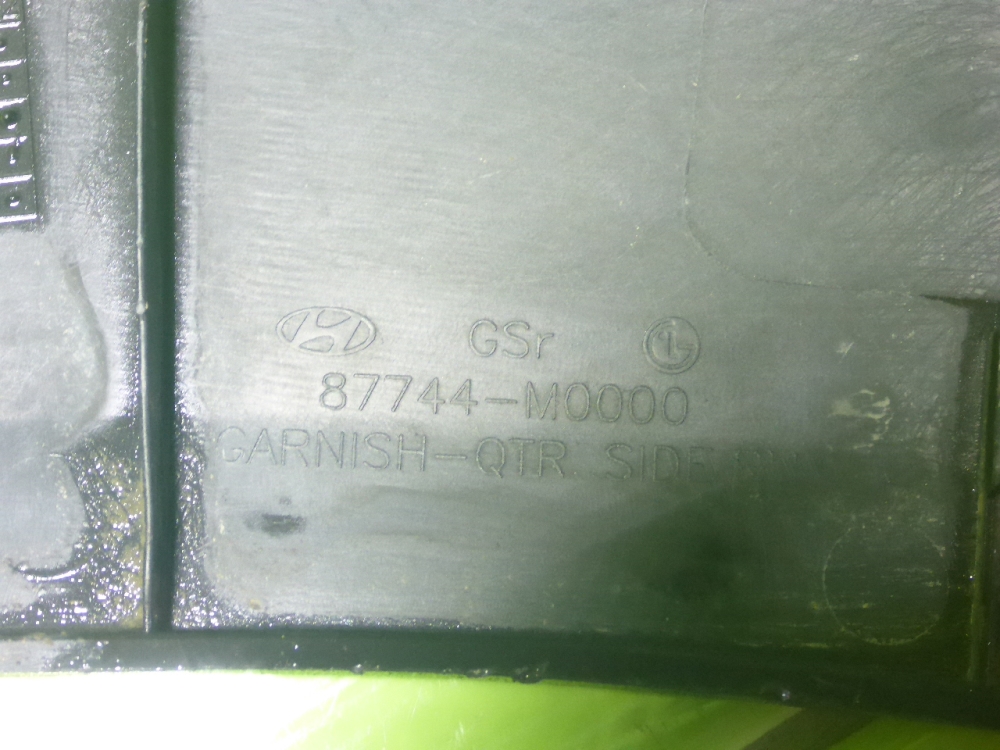 GSr L
87744-M0000
GARNISH-QTR SIDE